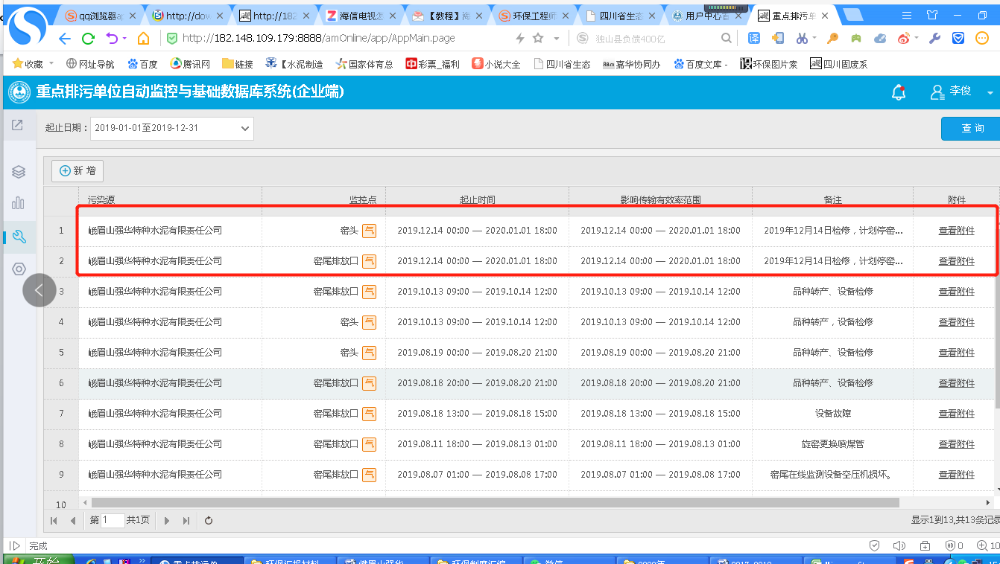 qq浏览器ac
http://dow
http://182
海信电视怎
【教程】海
环保工程师
四川省生态
用户中心首
重点排污单
http://182.148.109.179:8888/amOnline/app/AppMain.page
独山县负债400亿
译
收藏 网址导航 百度 腾讯网 链接 【水泥制造 国家体育总 彩票_福利 小说大全 四川省生态 嘉华协同办 百度文库 - 环保图片素 四川固废系
重点排污单位自动监控与基础数据库系统(企业端) 李俊
起止日期： 2019-01-01至2019-12-31 查 询
新 增
污染源 监控点 起止时间 影响传输有效率范围 备注 附件
1 峨眉山强华特种水泥有限责任公司 窑头 气 2019.12.14 00:00 — 2020.01.01 18:00 2019.12.14 00:00 — 2020.01.01 18:00 2019年12月14日检修，计划停窑... 查看附件
2 峨眉山强华特种水泥有限责任公司 窑尾排放口 气 2019.12.14 00:00 — 2020.01.01 18:00 2019.12.14 00:00 — 2020.01.01 18:00 2019年12月14日检修，计划停窑... 查看附件
3 峨眉山强华特种水泥有限责任公司 窑尾排放口 气 2019.10.13 09:00 — 2019.10.14 12:00 2019.10.13 09:00 — 2019.10.14 12:00 品种转产、设备检修 查看附件
4 峨眉山强华特种水泥有限责任公司 窑头 气 2019.10.13 09:00 — 2019.10.14 12:00 2019.10.13 09:00 — 2019.10.14 12:00 品种转产，设备检修 查看附件
5 峨眉山强华特种水泥有限责任公司 窑头 气 2019.08.19 00:00 — 2019.08.20 21:00 2019.08.19 00:00 — 2019.08.20 21:00 品种转产、设备检修 查看附件
6 峨眉山强华特种水泥有限责任公司 窑尾排放口 气 2019.08.18 20:00 — 2019.08.20 21:00 2019.08.18 20:00 — 2019.08.20 21:00 品种转产、设备检修 查看附件
7 峨眉山强华特种水泥有限责任公司 窑尾排放口 气 2019.08.18 13:00 — 2019.08.18 15:00 2019.08.18 13:00 — 2019.08.18 15:00 设备故障 查看附件
8 峨眉山强华特种水泥有限责任公司 窑尾排放口 气 2019.08.11 18:00 — 2019.08.13 01:00 2019.08.11 18:00 — 2019.08.13 01:00 旋窑更换喷煤管 查看附件
9 峨眉山强华特种水泥有限责任公司 窑尾排放口 气 2019.08.07 01:00 — 2019.08.08 17:00 2019.08.07 01:00 — 2019.08.08 17:00 窑尾在线监测设备空压机损坏。 查看附件
10
第 1 共1页 显示1到13,共13条记录
完成 0 10
开始 重点排污单 环保汇报材料 峨眉山强华 环保制度汇编 微信 2020年 2017-2019